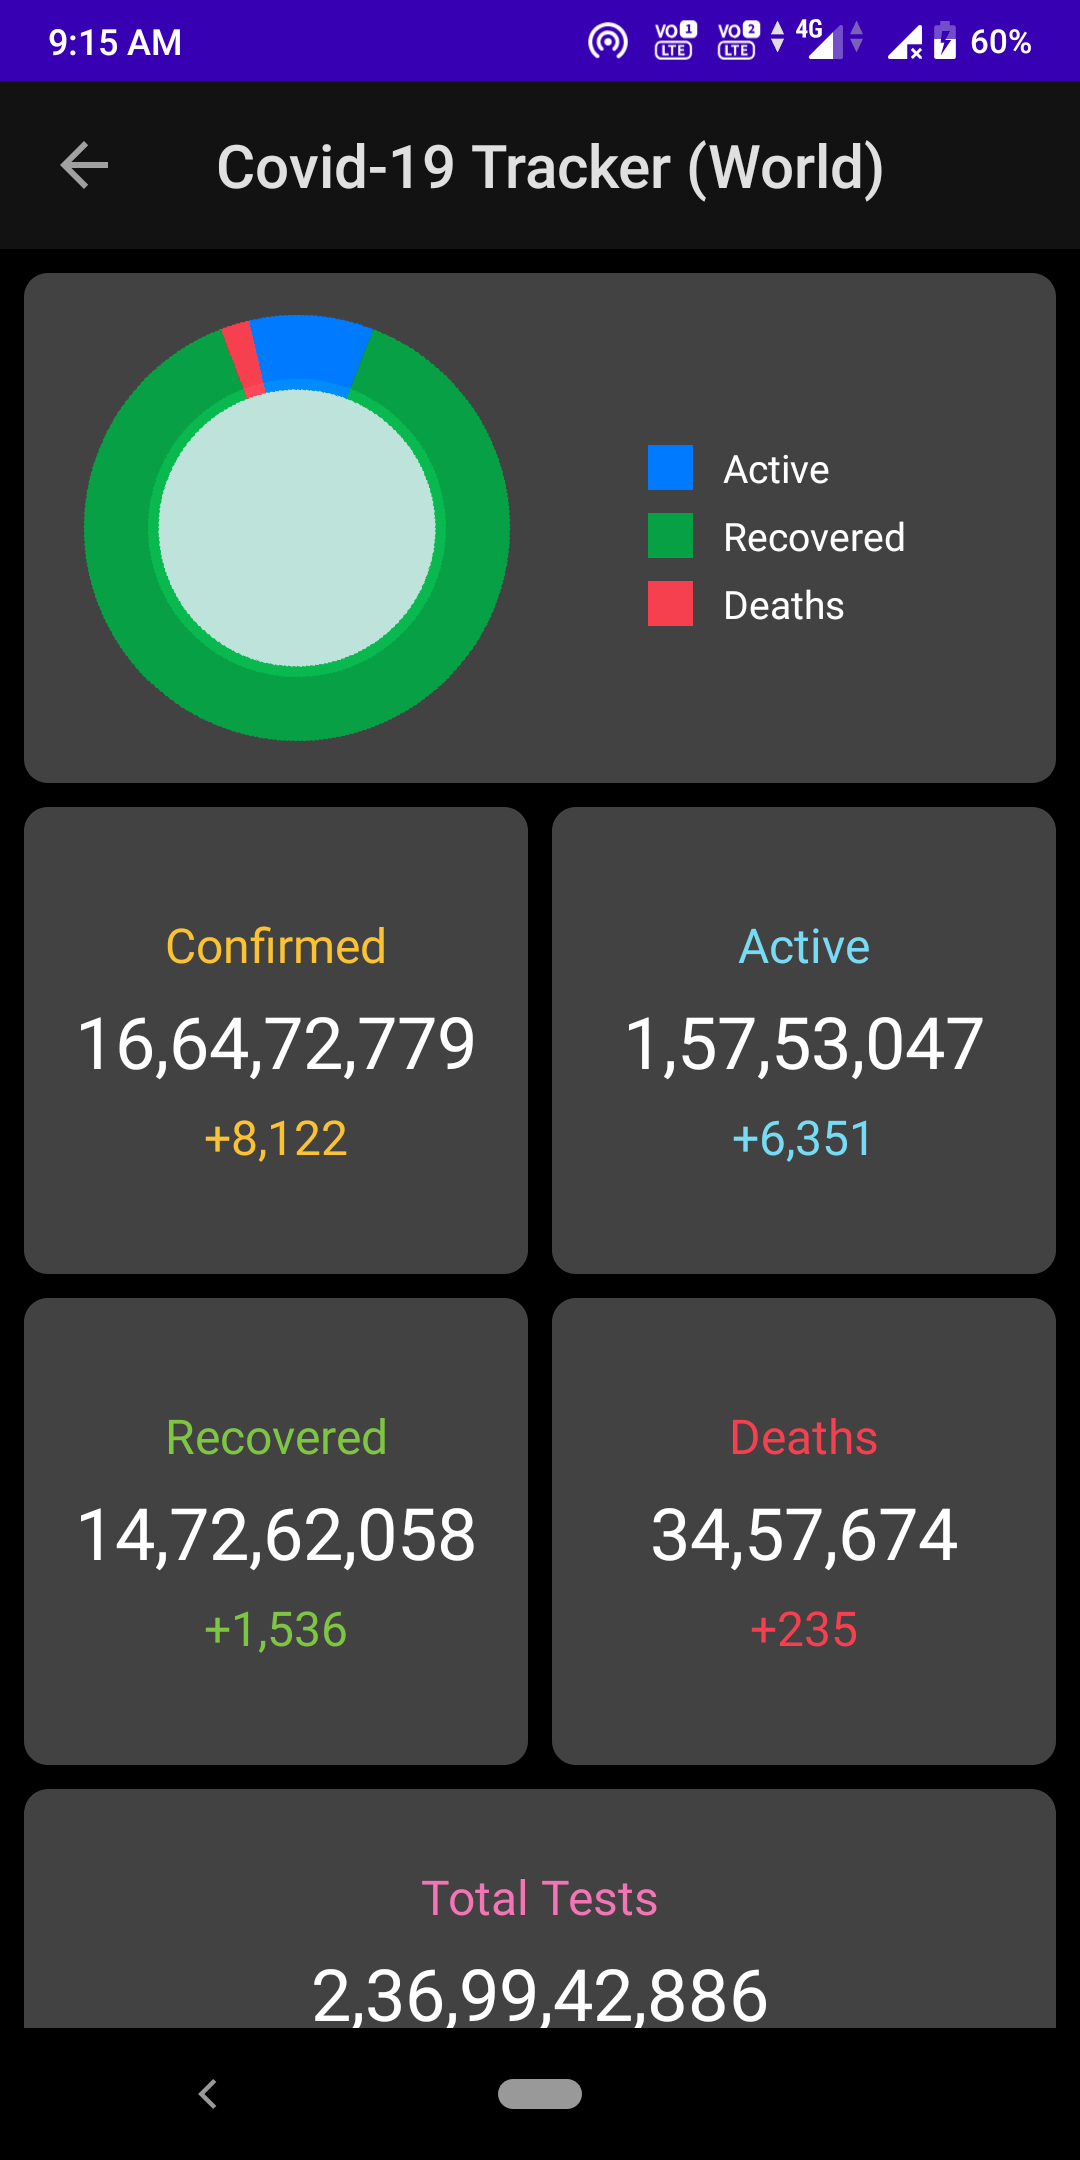 9:15 AM VO 1 LTE VO 2 LTE 4G 60%
Covid-19 Tracker (World)
Active
Recovered
Deaths
Confirmed
16,64,72,779
+8,122
Active
1,57,53,047
+6,351
Recovered
14,72,62,058
+1,536
Deaths
34,57,674
+235
Total Tests
2,36,99,42,886